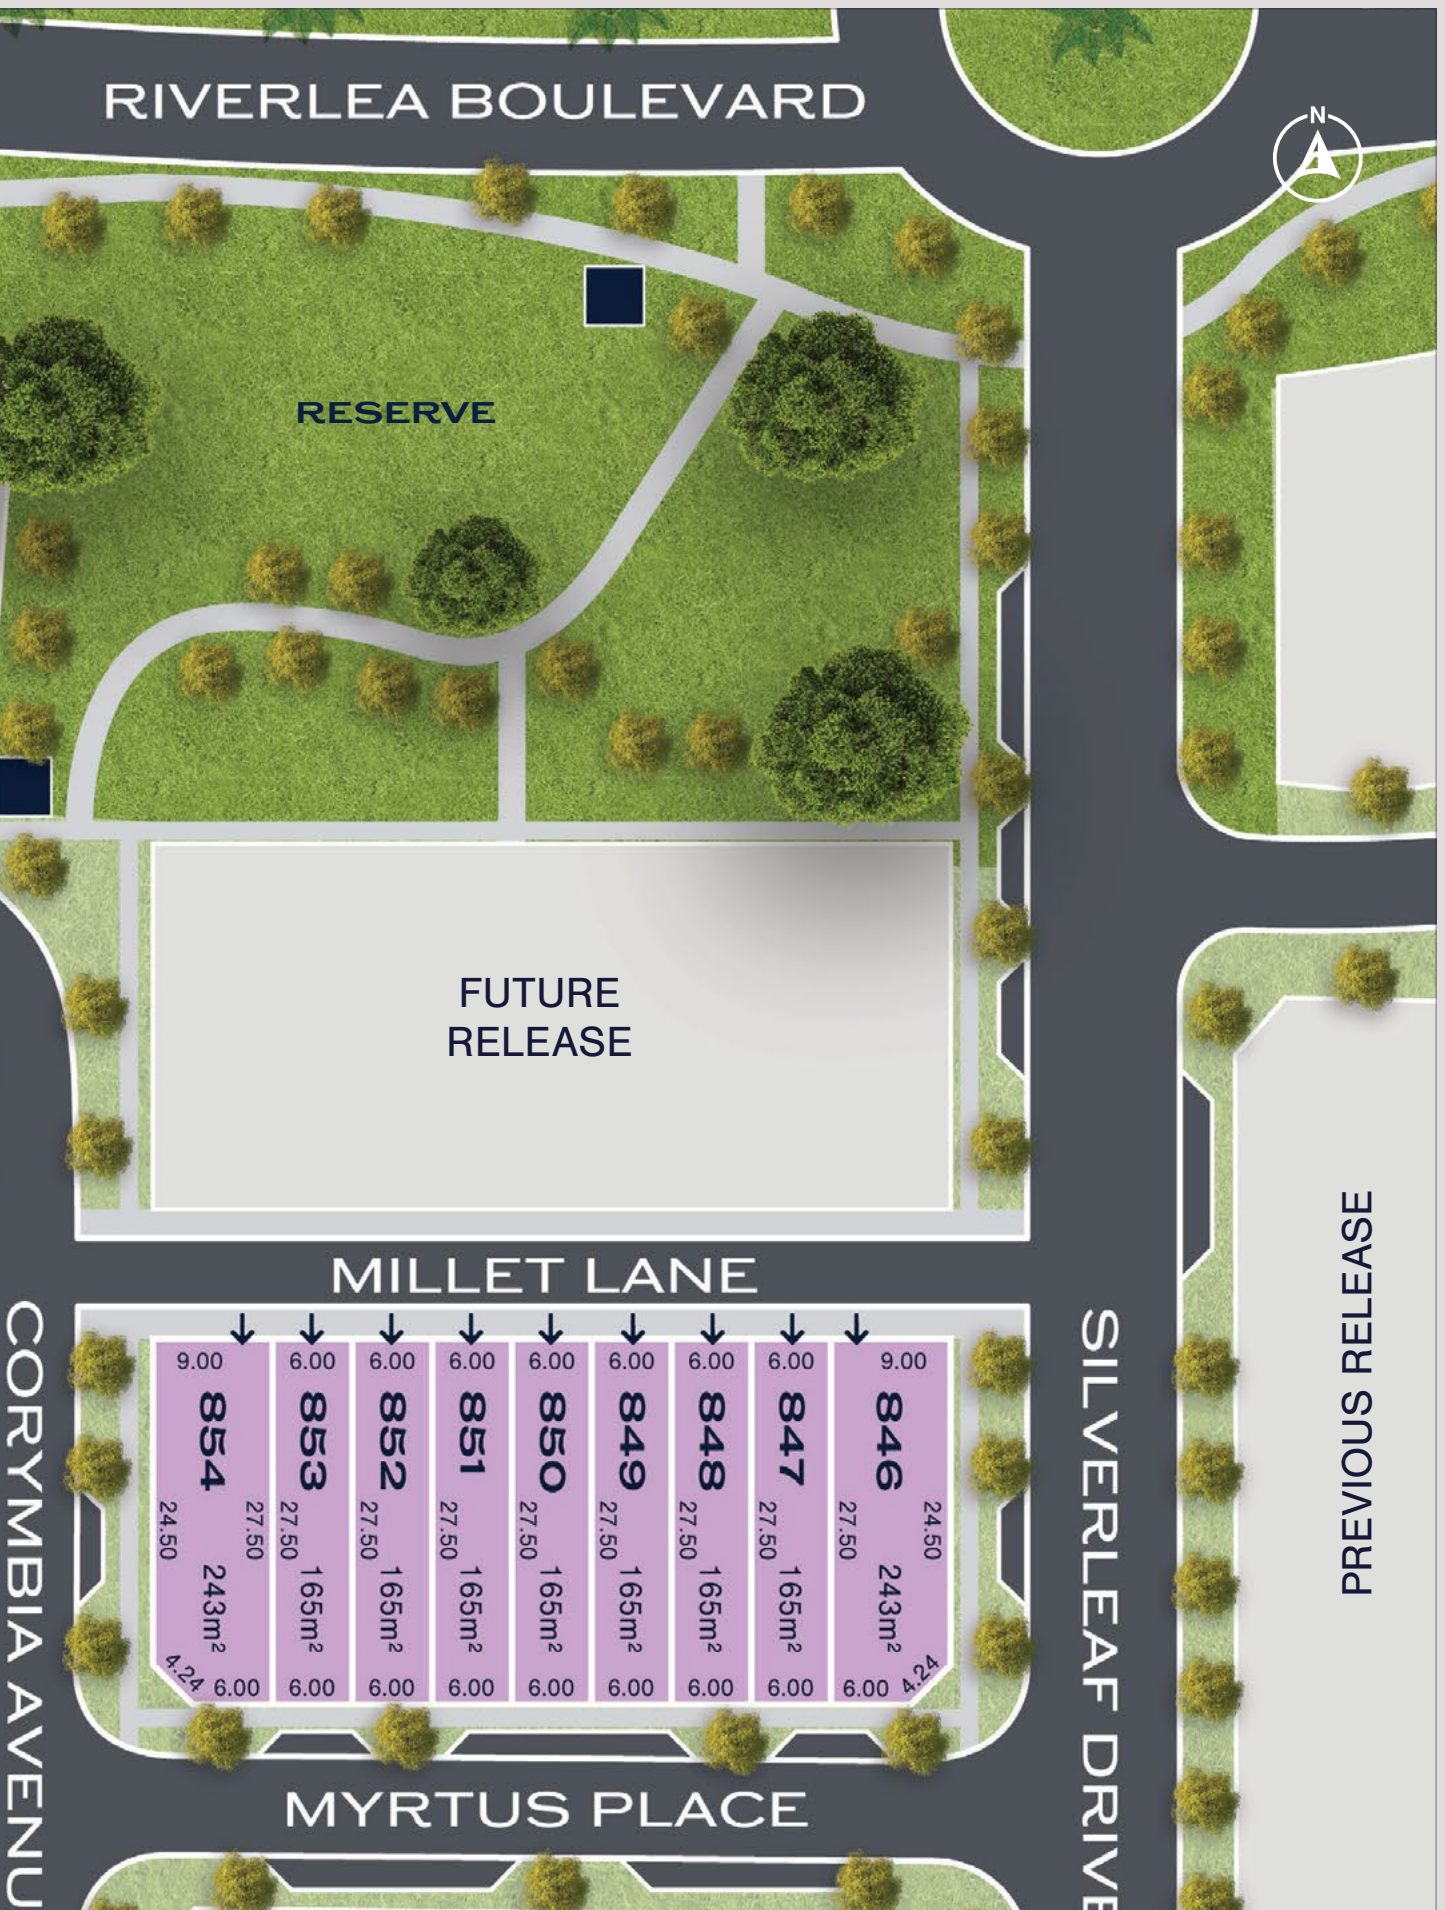 RIVERLEA BOULEVARD
N
RESERVE
FUTURE
RELEASE
PREVIOUS RELEASE
MILLET LANE
CORYMBIA AVENU
SILVERLEAF DRIVE
9.00 6.00 6.00 6.00 6.00 6.00 6.00 6.00 9.00
854 853 852 851 850 849 848 847 846
24.50 27.50 27.50 27.50 27.50 27.50 27.50 27.50 27.50 27.50 24.50
243m² 165m² 165m² 165m² 165m² 165m² 165m² 165m² 243m²
4.24 6.00 6.00 6.00 6.00 6.00 6.00 6.00 6.00 6.00 4.24
MYRTUS PLACE